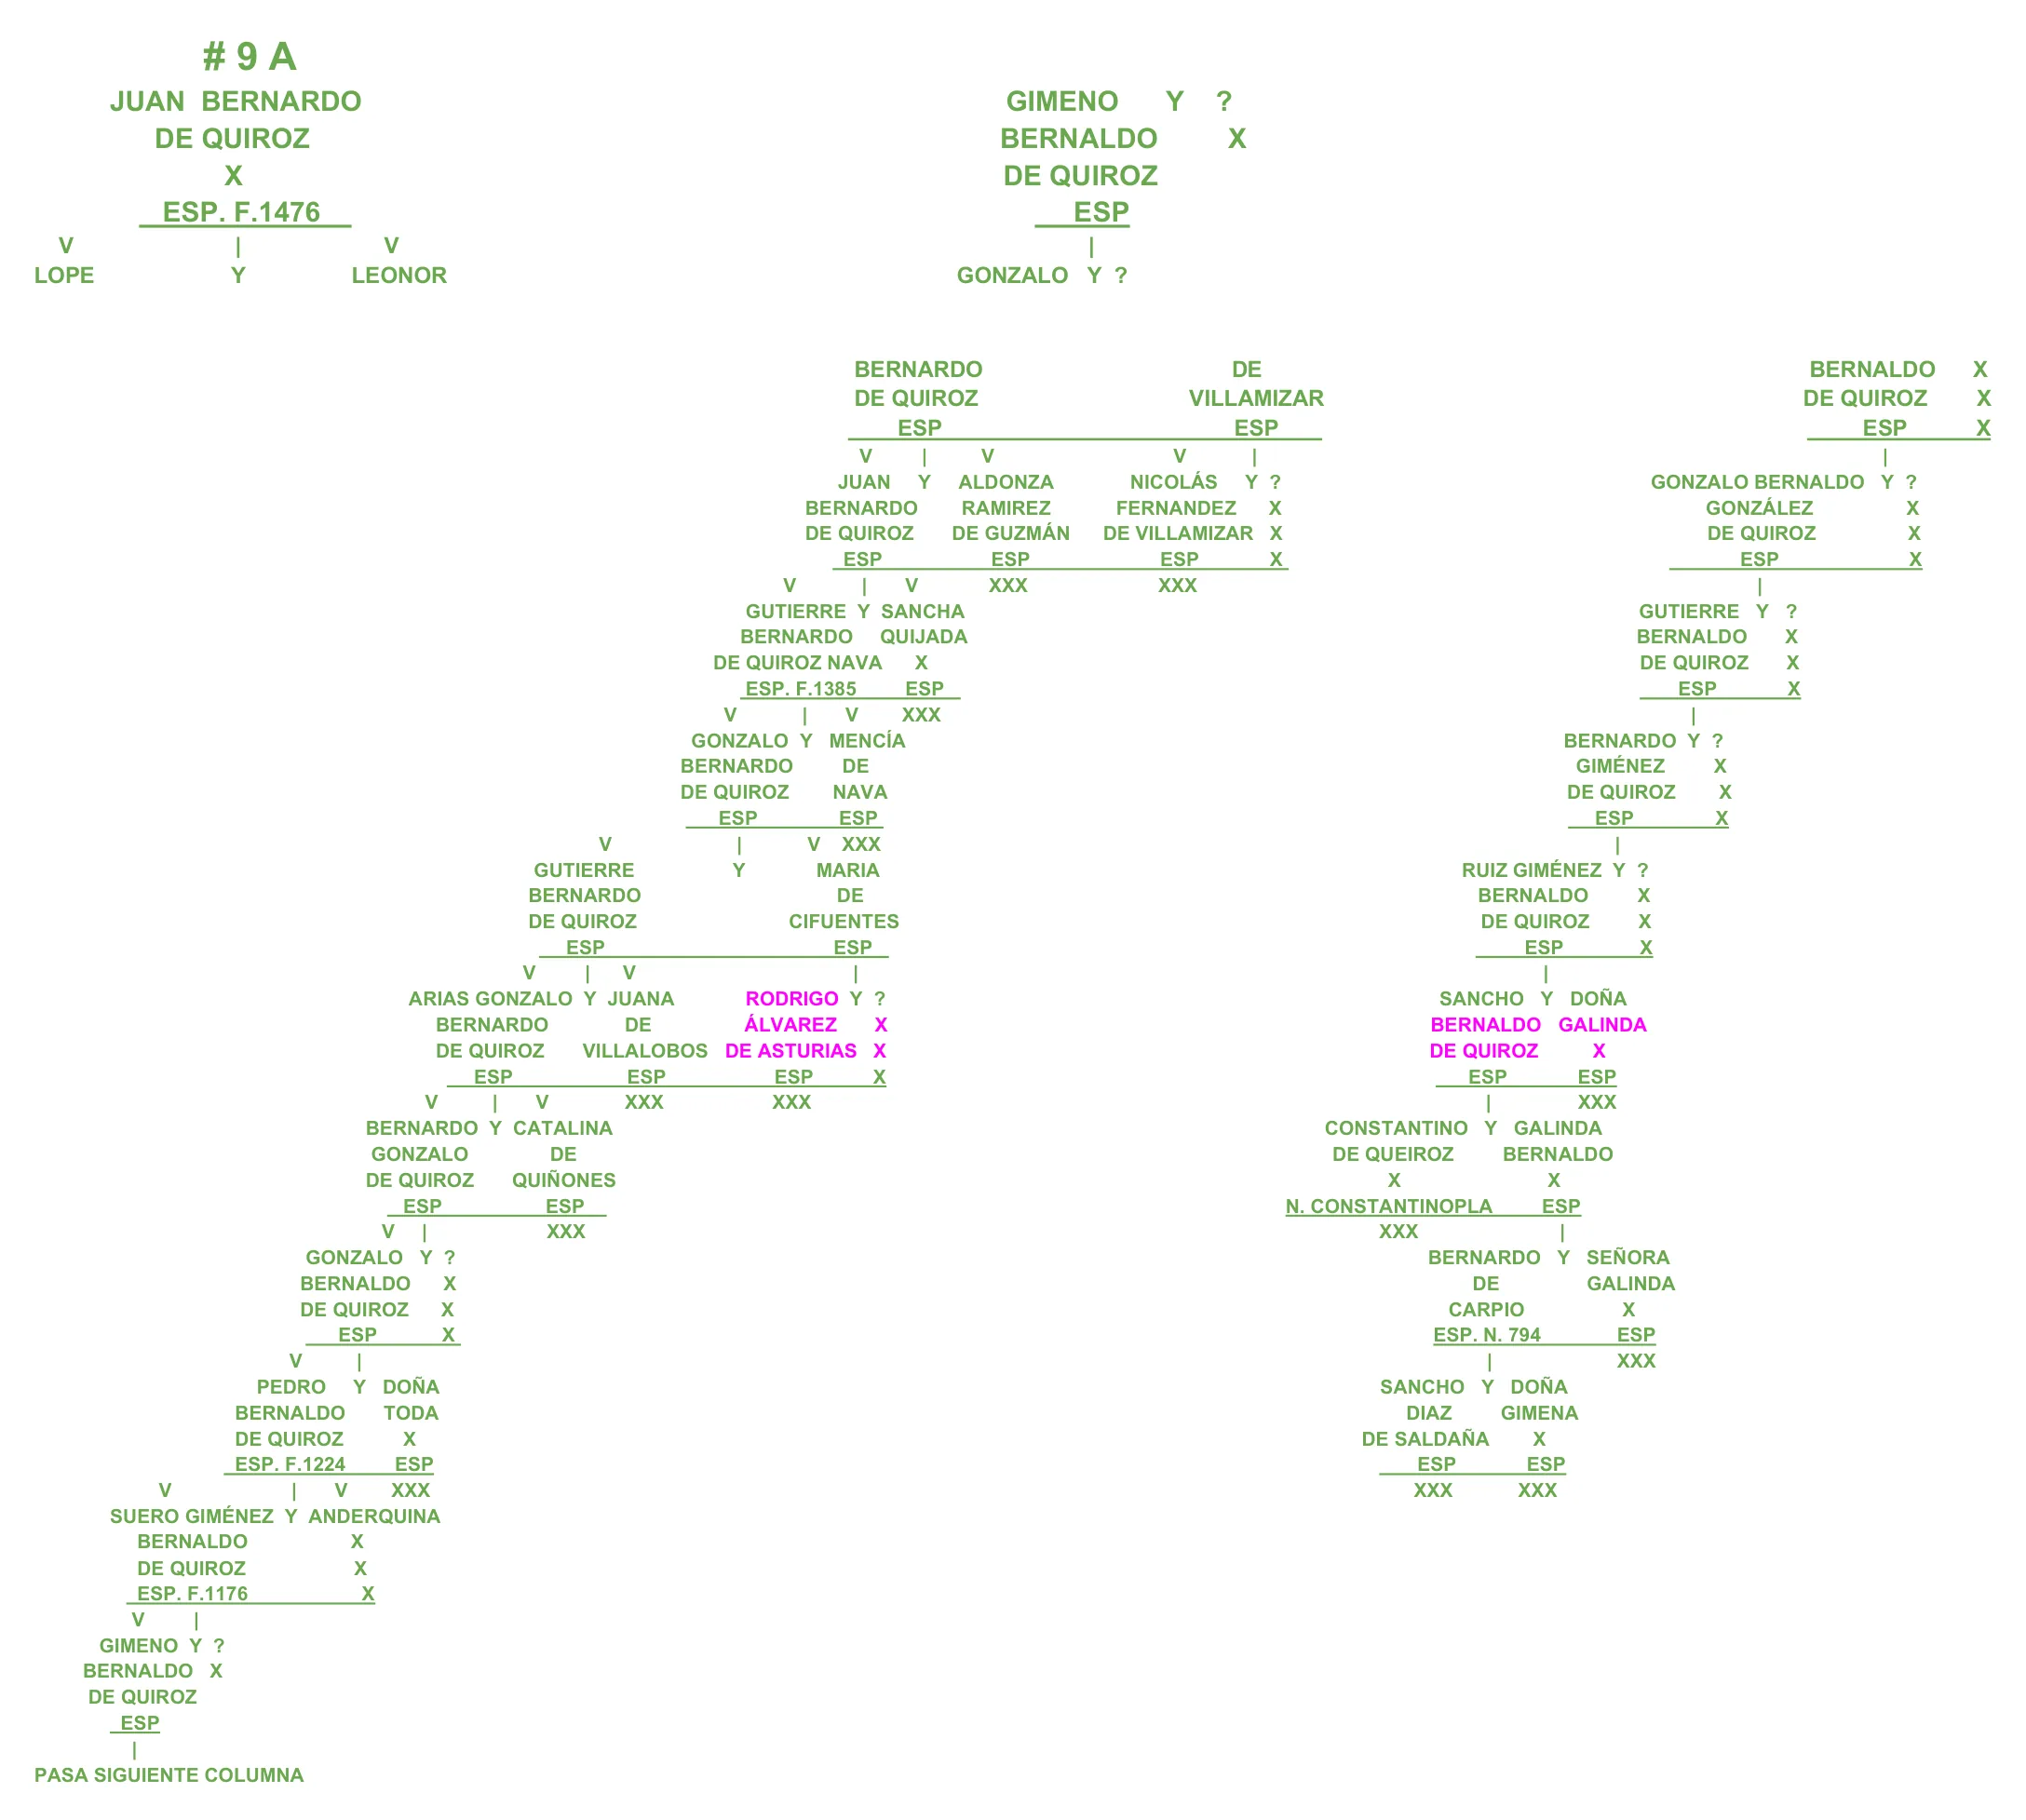 # 9 A
JUAN BERNARDO GIMENO Y ?
DE QUIROZ BERNALDO X
X DE QUIROZ
ESP. F.1476 ESP
V | V |
LOPE Y LEONOR GONZALO Y ?
BERNARDO DE BERNALDO X
DE QUIROZ VILLAMIZAR DE QUIROZ X
ESP ESP ESP X
V | V V | |
JUAN Y ALDONZA NICOLÁS Y ? GONZALO BERNALDO Y ?
BERNARDO RAMIREZ FERNANDEZ X GONZÁLEZ X
DE QUIROZ DE GUZMÁN DE VILLAMIZAR X DE QUIROZ X
ESP ESP ESP X ESP X
V | V XXX XXX |
GUTIERRE Y SANCHA GUTIERRE Y ?
BERNARDO QUIJADA BERNALDO X
DE QUIROZ NAVA X DE QUIROZ X
ESP. F.1385 ESP ESP X
V | V XXX |
GONZALO Y MENCÍA BERNARDO Y ?
BERNARDO DE GIMÉNEZ X
DE QUIROZ NAVA DE QUIROZ X
ESP ESP ESP X
V | V XXX |
GUTIERRE Y MARIA RUIZ GIMÉNEZ Y ?
BERNARDO DE BERNALDO X
DE QUIROZ CIFUENTES DE QUIROZ X
ESP ESP ESP X
V | V | |
ARIAS GONZALO Y JUANA RODRIGO Y ? SANCHO Y DOÑA
BERNARDO DE ÁLVAREZ X BERNALDO GALINDA
DE QUIROZ VILLALOBOS DE ASTURIAS X DE QUIROZ X
ESP ESP ESP X ESP ESP
V | V XXX XXX | XXX
BERNARDO Y CATALINA CONSTANTINO Y GALINDA
GONZALO DE DE QUEIROZ BERNALDO
DE QUIROZ QUIÑONES X X
ESP ESP N. CONSTANTINOPLA ESP
V | XXX XXX |
GONZALO Y ? BERNARDO Y SEÑORA
BERNALDO X DE GALINDA
DE QUIROZ X CARPIO X
ESP X ESP. N. 794 ESP
V | | XXX
PEDRO Y DOÑA SANCHO Y DOÑA
BERNALDO TODA DIAZ GIMENA
DE QUIROZ X DE SALDAÑA X
ESP. F.1224 ESP ESP ESP
V | V XXX XXX XXX
SUERO GIMÉNEZ Y ANDERQUINA
BERNALDO X
DE QUIROZ X
ESP. F.1176 X
V |
GIMENO Y ?
BERNALDO X
DE QUIROZ
ESP
|
PASA SIGUIENTE COLUMNA